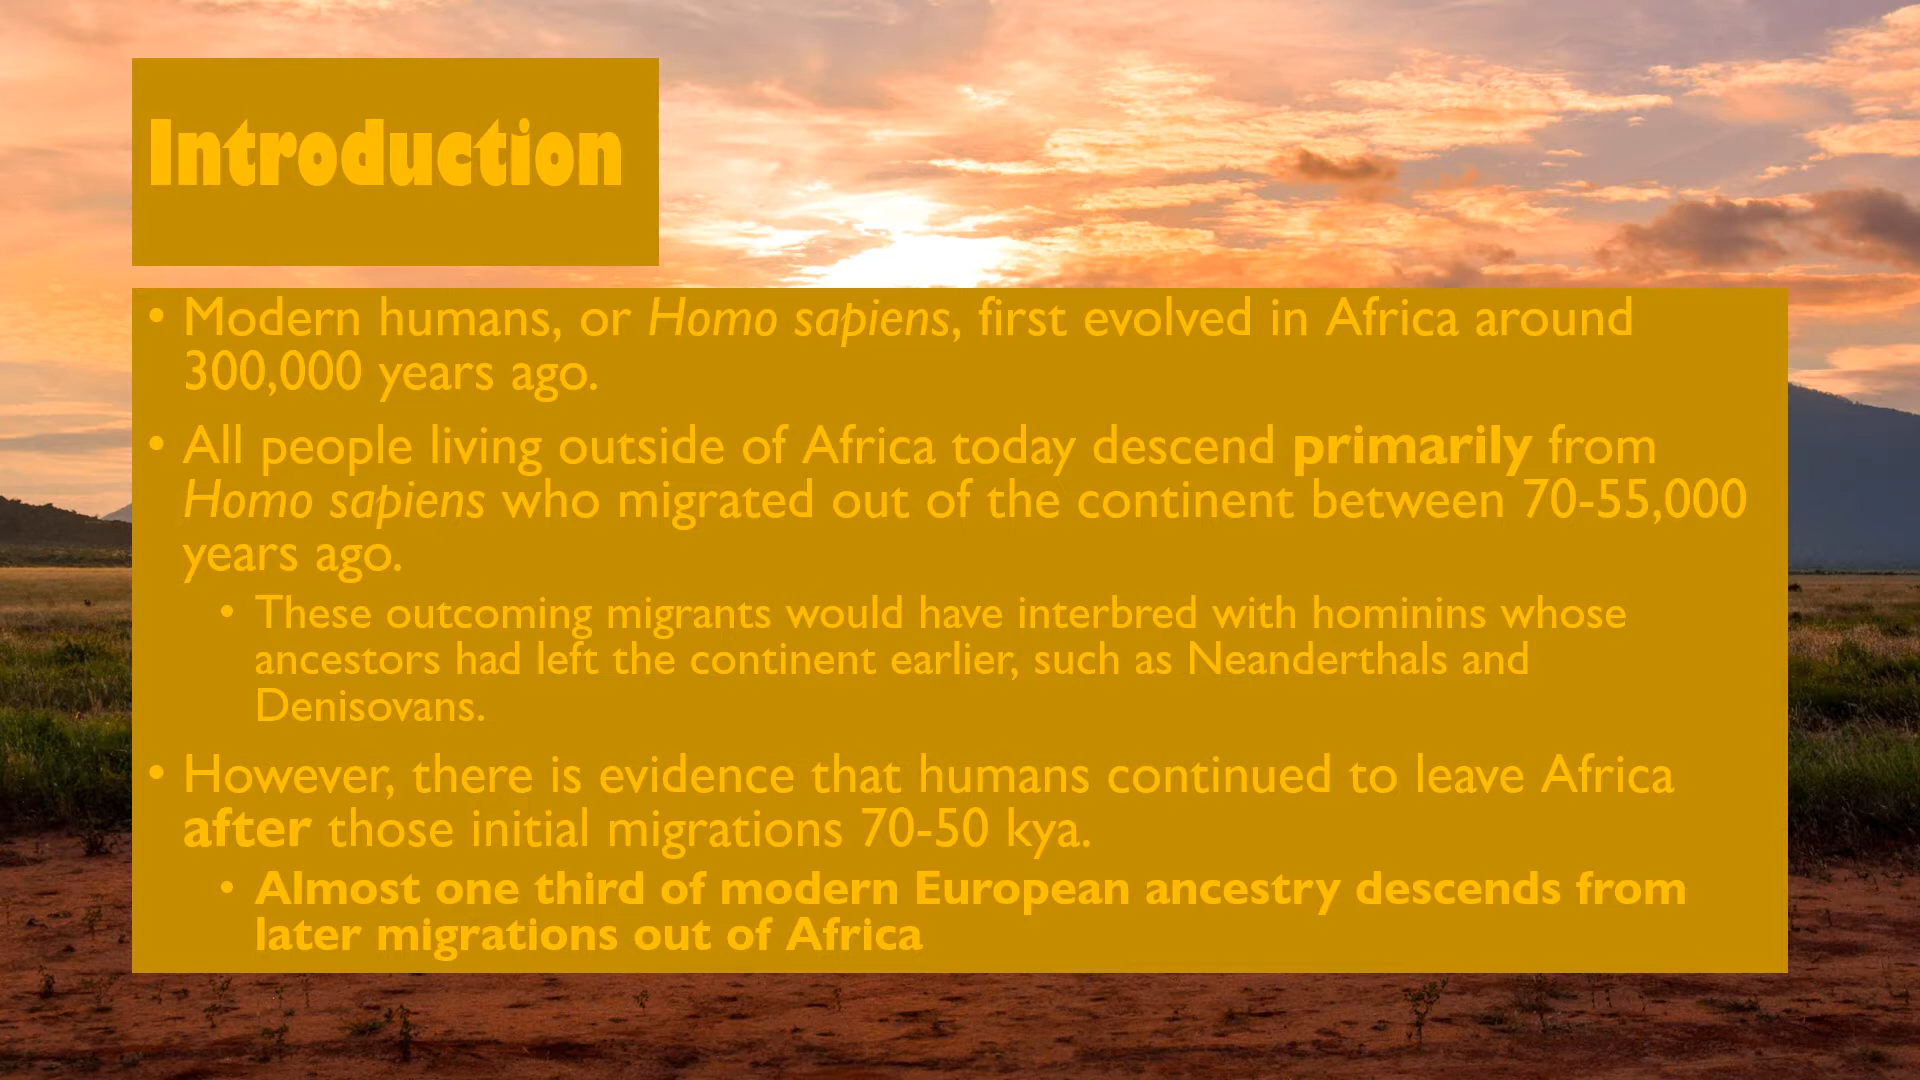 Introduction
• Modern humans, or Homo sapiens, first evolved in Africa around
300,000 years ago.
• All people living outside of Africa today descend primarily from
Homo sapiens who migrated out of the continent between 70-55,000
years ago.
• These outcoming migrants would have interbred with hominins whose
ancestors had left the continent earlier, such as Neanderthals and
Denisovans.
• However, there is evidence that humans continued to leave Africa
after those initial migrations 70-50 kya.
• Almost one third of modern European ancestry descends from
later migrations out of Africa